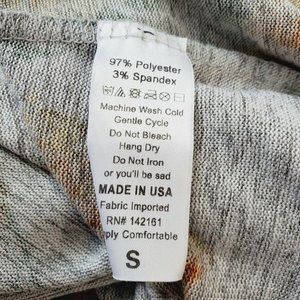 97% Polyester
3% Spandex
Machine Wash Cold
Gentle Cycle
Do Not Bleach
Hang Dry
Do Not Iron
or you'll be sad
MADE IN USA
Fabric Imported
RN# 142161
ply Comfortable
S